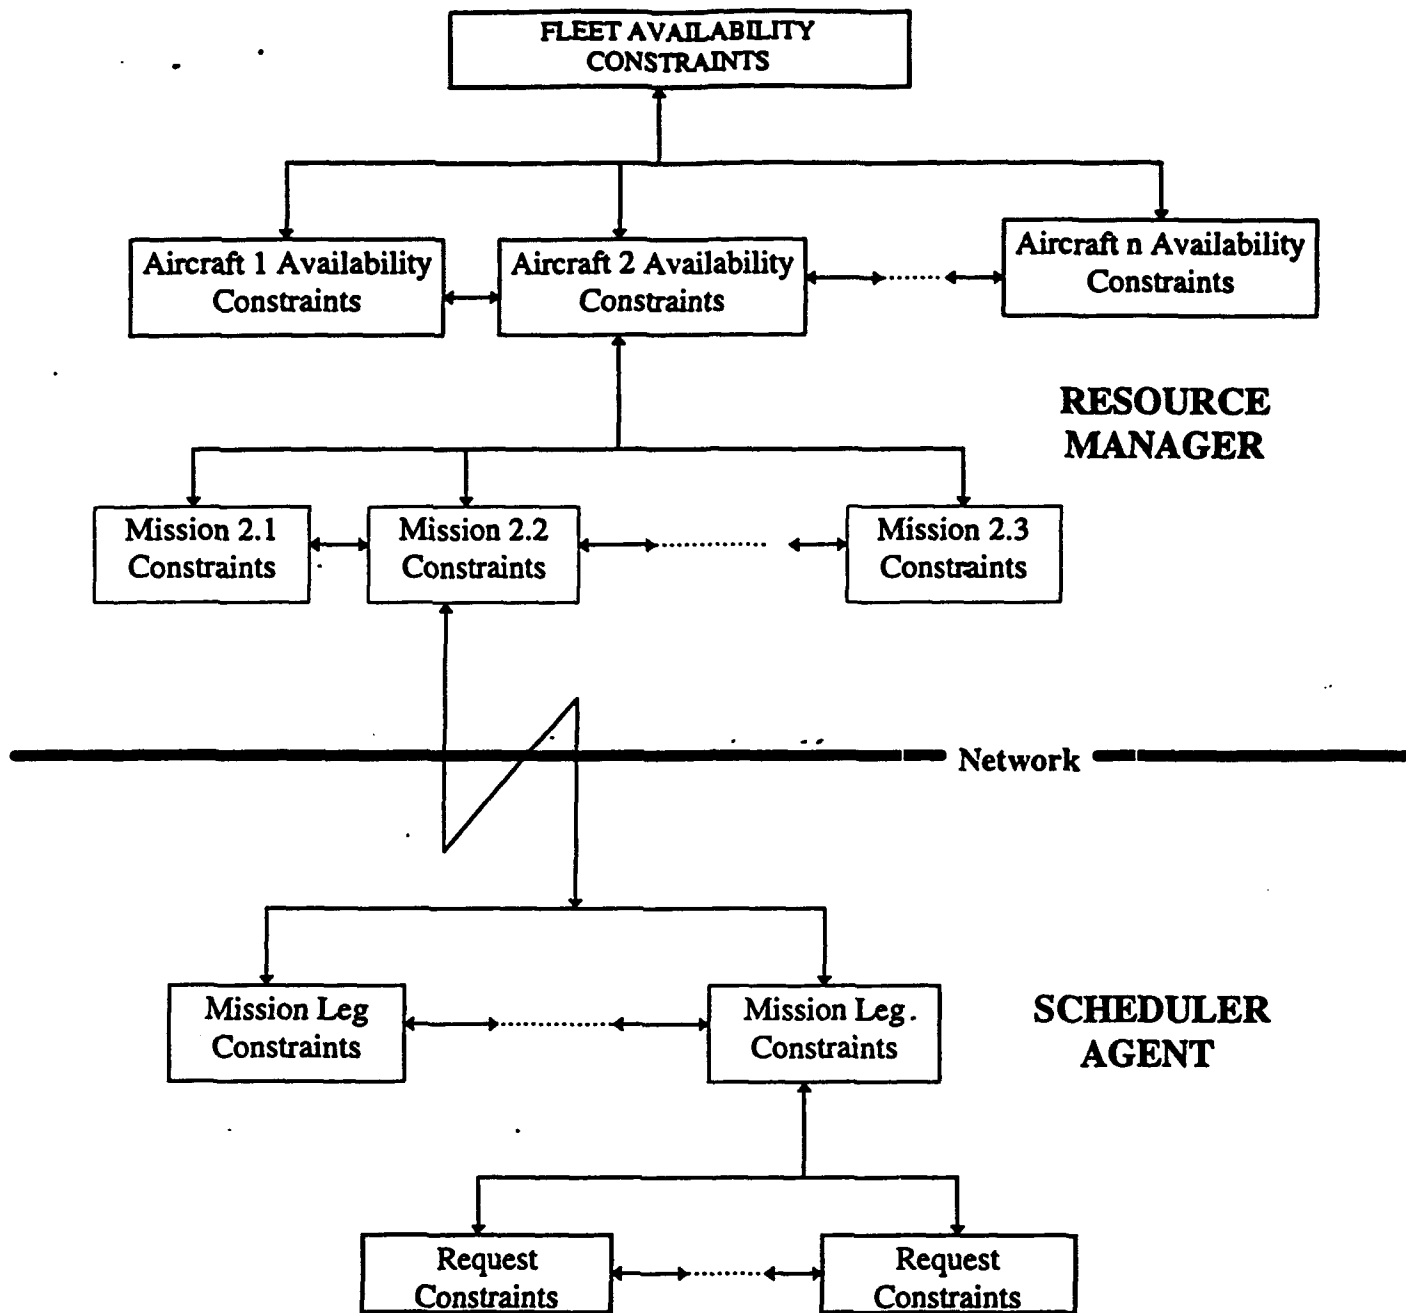 FLEET AVAILABILITY
CONSTRAINTS
Aircraft 1 Availability
Constraints
Aircraft 2 Availability
Constraints
Aircraft n Availability
Constraints
RESOURCE
MANAGER
Mission 2.1
Constraints
Mission 2.2
Constraints
Mission 2.3
Constraints
Network
Mission Leg
Constraints
Mission Leg
Constraints
SCHEDULER
AGENT
Request
Constraints
Request
Constraints